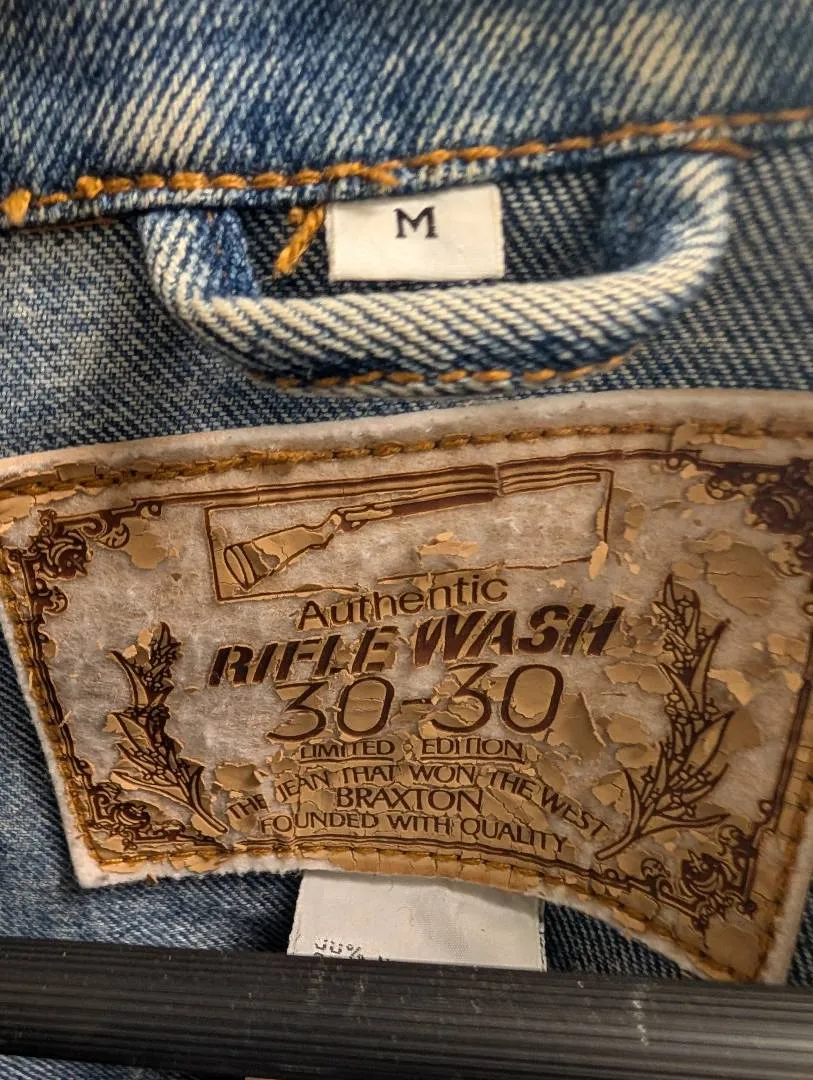 M
Authentic
RIFLE WASH
30-30
LIMITED EDITION
THE JEAN THAT WON THE WEST
BRAXTON
FOUNDED WITH QUALITY